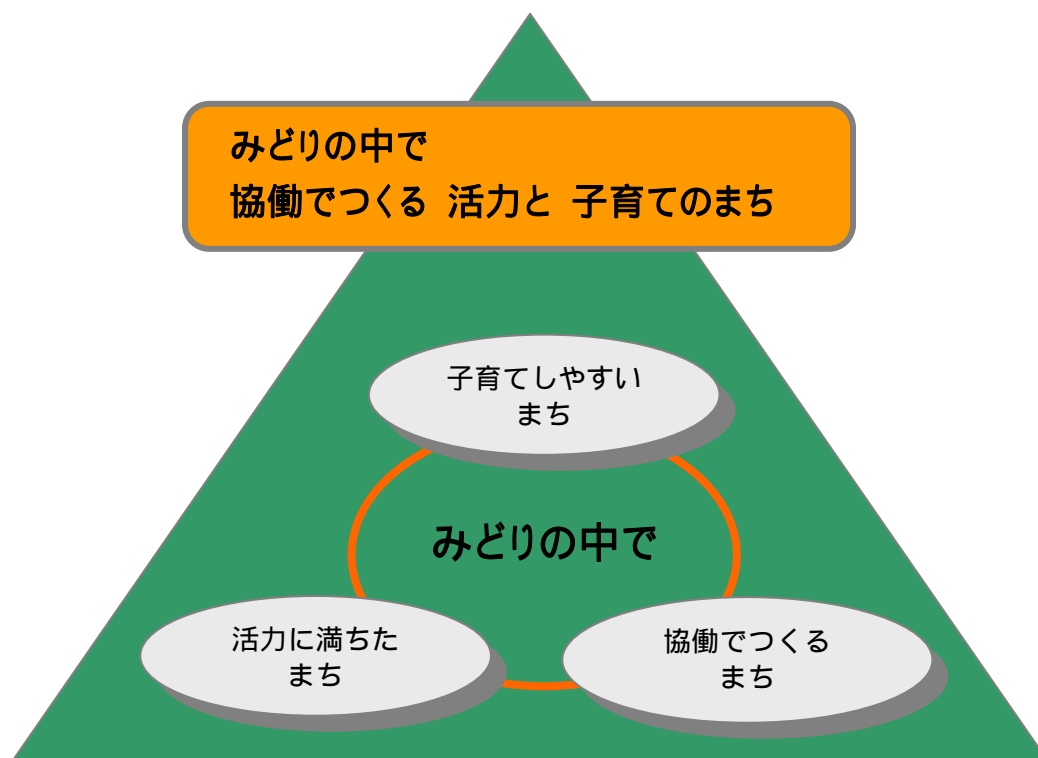 みどりの中で
協働でつくる 活力と 子育てのまち
子育てしやすい
まち
みどりの中で
活力に満ちた
まち
協働でつくる
まち